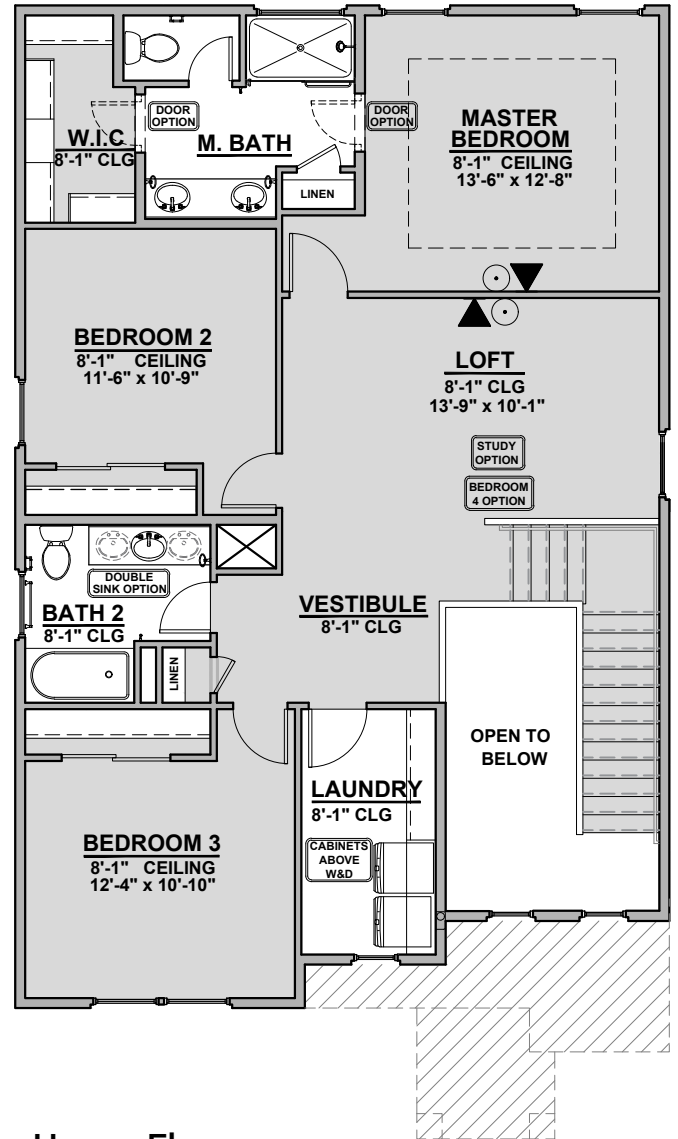 DOOR
OPTION
W.I.C
8'-1" CLG
M. BATH
DOOR
OPTION
LINEN
MASTER
BEDROOM
8'-1" CEILING
13'-6" x 12'-8"
BEDROOM 2
8'-1" CEILING
11'-6" x 10'-9"
LOFT
8'-1" CLG
13'-9" x 10'-1"
STUDY
OPTION
BEDROOM
4 OPTION
DOUBLE
SINK OPTION
BATH 2
8'-1" CLG
VESTIBULE
8'-1" CLG
LINEN
OPEN TO
BELOW
LAUNDRY
8'-1" CLG
CABINETS
ABOVE
W&D
BEDROOM 3
8'-1" CEILING
12'-4" x 10'-10"